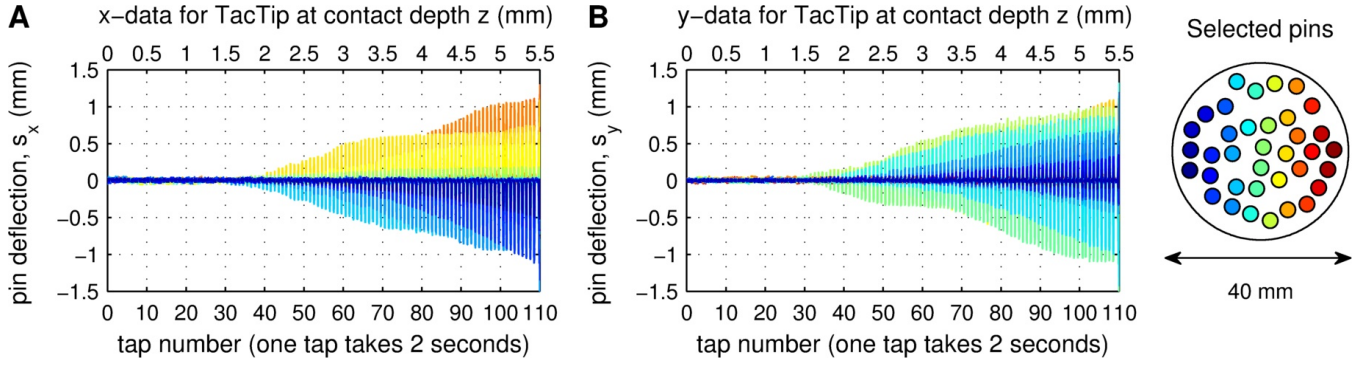 A
x−data for TacTip at contact depth z (mm)
0 0.5 1 1.5 2 2.5 3 3.5 4 4.5 5 5.5
1.5
1
0.5
0
−0.5
−1
−1.5
pin deflection, s_x (mm)
0 10 20 30 40 50 60 70 80 90 100 110
tap number (one tap takes 2 seconds)
B
y−data for TacTip at contact depth z (mm)
0 0.5 1 1.5 2 2.5 3 3.5 4 4.5 5 5.5
1.5
1
0.5
0
−0.5
−1
−1.5
pin deflection, s_y (mm)
0 10 20 30 40 50 60 70 80 90 100 110
tap number (one tap takes 2 seconds)
Selected pins
40 mm